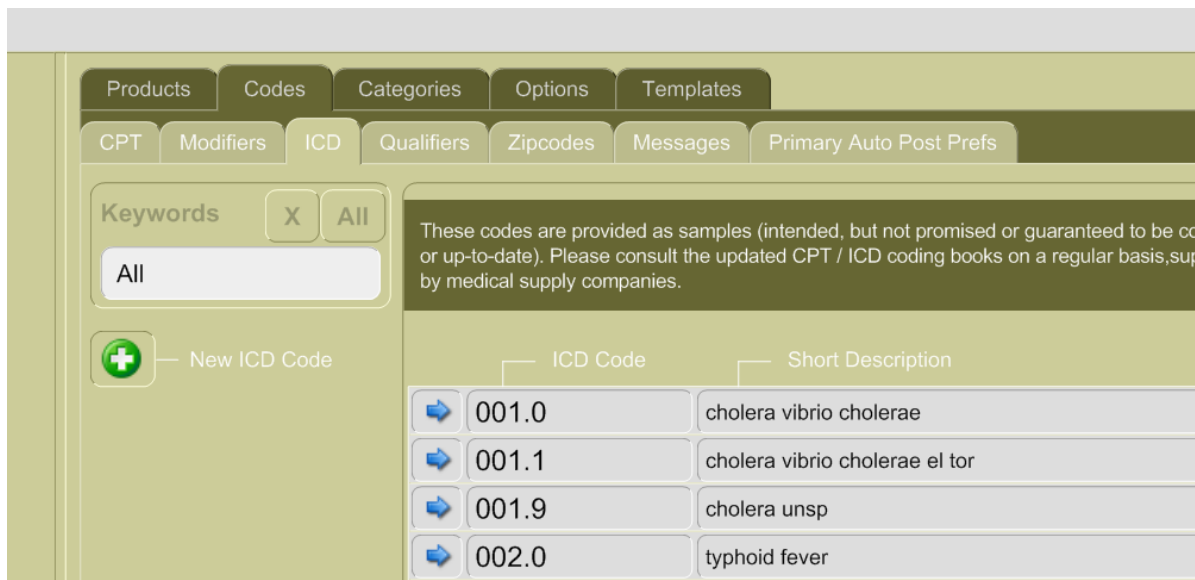 Products Codes Categories Options Templates
CPT Modifiers ICD Qualifiers Zipcodes Messages Primary Auto Post Prefs
Keywords X All
All
New ICD Code
These codes are provided as samples (intended, but not promised or guaranteed to be
or up-to-date). Please consult the updated CPT / ICD coding books on a regular basis,
by medical supply companies.
ICD Code Short Description
001.0 cholera vibrio cholerae
001.1 cholera vibrio cholerae el tor
001.9 cholera unsp
002.0 typhoid fever